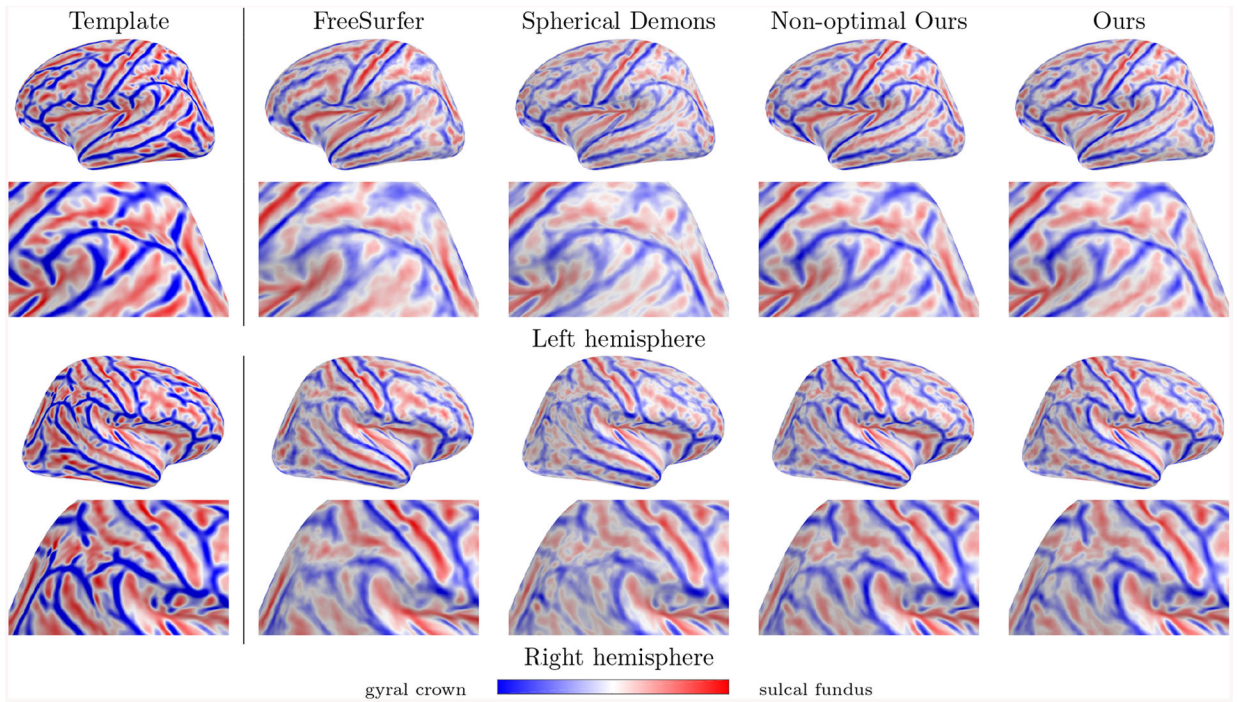 Template FreeSurfer Spherical Demons Non-optimal Ours Ours
Left hemisphere
Right hemisphere
gyral crown sulcal fundus